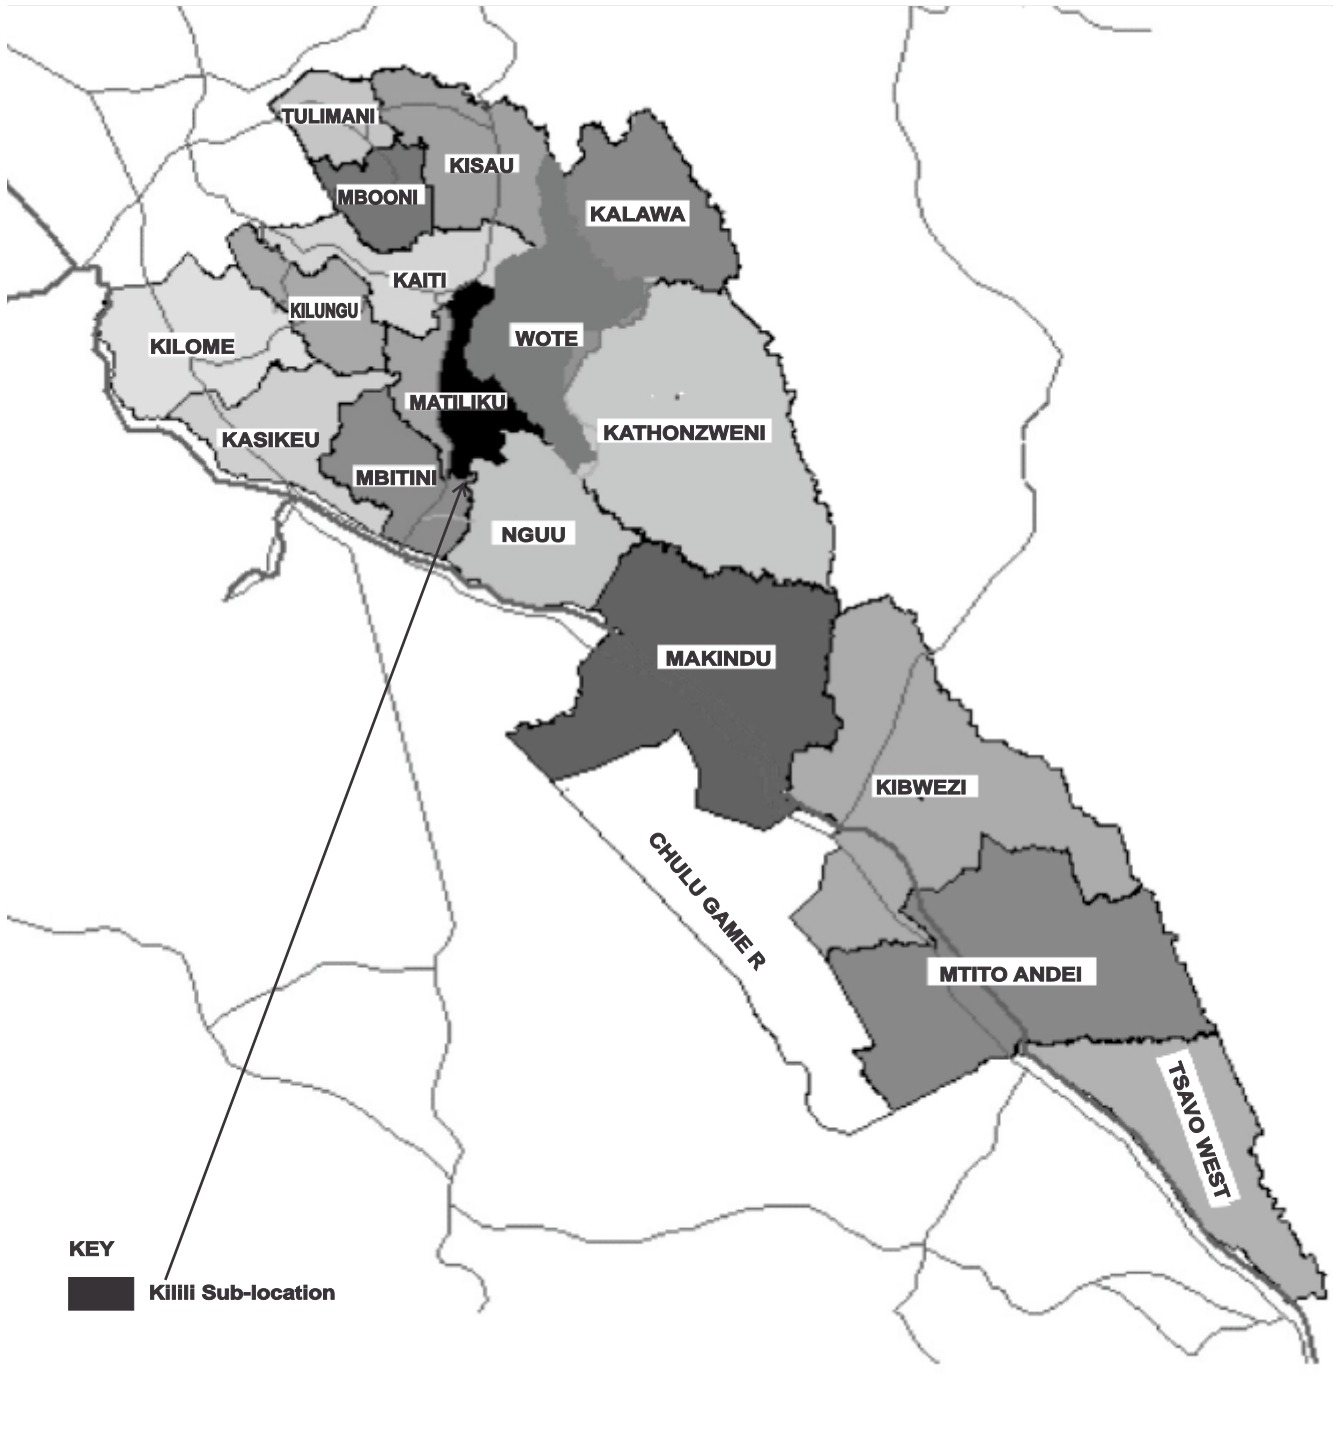 TULIMANI
KISAU
MBOONI
KALAWA
KAITI
KILUNGU
WOTE
KILOME
MATILIKU
KATHONZWENI
KASIKEU
MBITINI
NGUU
MAKINDU
KIBWEZI
CHULU GAME R
MTITO ANDEI
TSAVO WEST
KEY
Kilili Sub-location